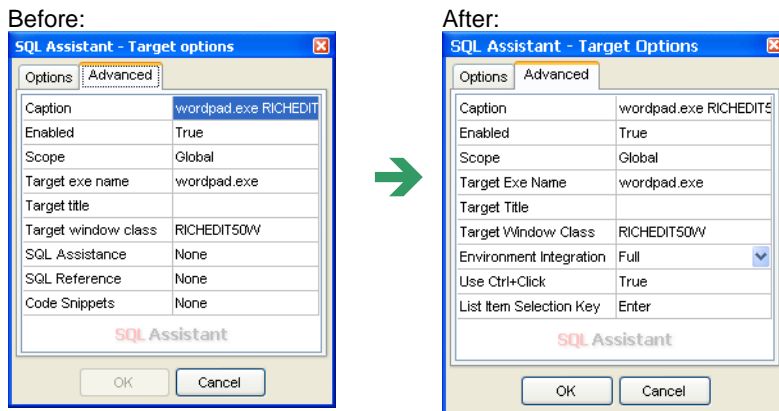 Before:
SQL Assistant - Target options
Options Advanced
Caption wordpad.exe RICHEDIT
Enabled True
Scope Global
Target exe name wordpad.exe
Target title
Target window class RICHEDIT50W
SQL Assistance None
SQL Reference None
Code Snippets None
SQL Assistant
OK Cancel
After:
SQL Assistant - Target Options
Options Advanced
Caption wordpad.exe RICHEDIT5
Enabled True
Scope Global
Target Exe Name wordpad.exe
Target Title
Target Window Class RICHEDIT50W
Environment Integration Full
Use Ctrl+Click True
List Item Selection Key Enter
SQL Assistant
OK Cancel